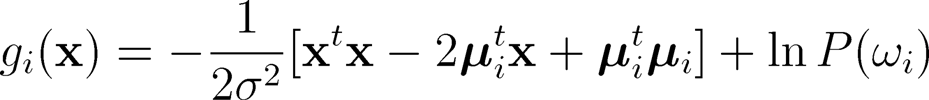 $g_i(\mathbf{x}) = -\frac{1}{2\sigma^2}[\mathbf{x}^t\mathbf{x} - 2\boldsymbol{\mu}_i^t\mathbf{x} + \boldsymbol{\mu}_i^t\boldsymbol{\mu}_i] + \ln P(\omega_i)$